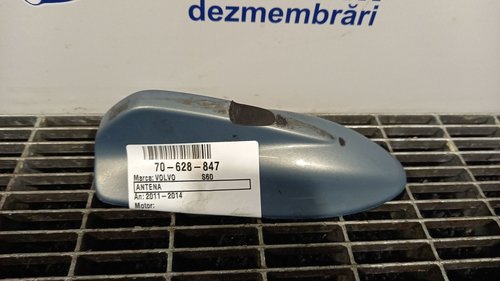 dezmembrări
70-628-847
Marca: VOLVO S60
ANTENA
An: 2011-2014
Motor: